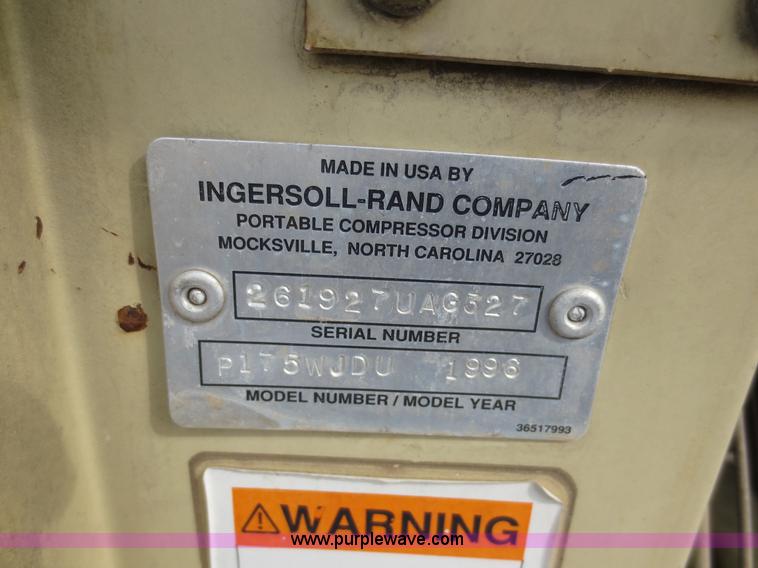 MADE IN USA BY
INGERSOLL-RAND COMPANY
PORTABLE COMPRESSOR DIVISION
MOCKSVILLE, NORTH CAROLINA 27028
261927UAG327
SERIAL NUMBER
P175WJDU 1996
MODEL NUMBER / MODEL YEAR
36517993
WARNING
www.purplewave.com